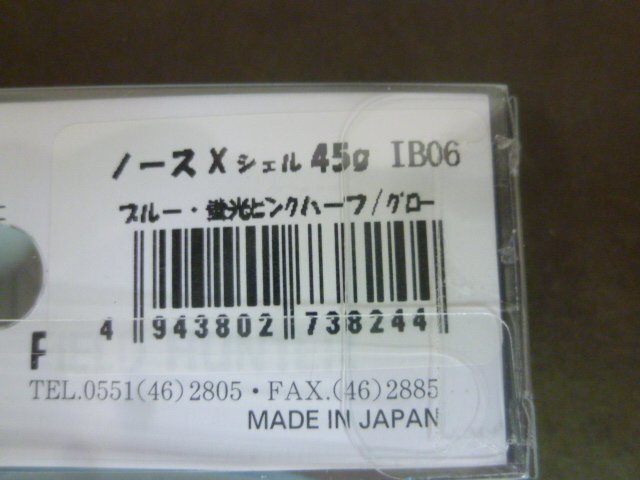 ノースXシェル 45g IB06
ブルー・蛍光ピンクハーフ/グロー
4 943802 738244
TEL.0551(46)2805・FAX.(46)2885
MADE IN JAPAN